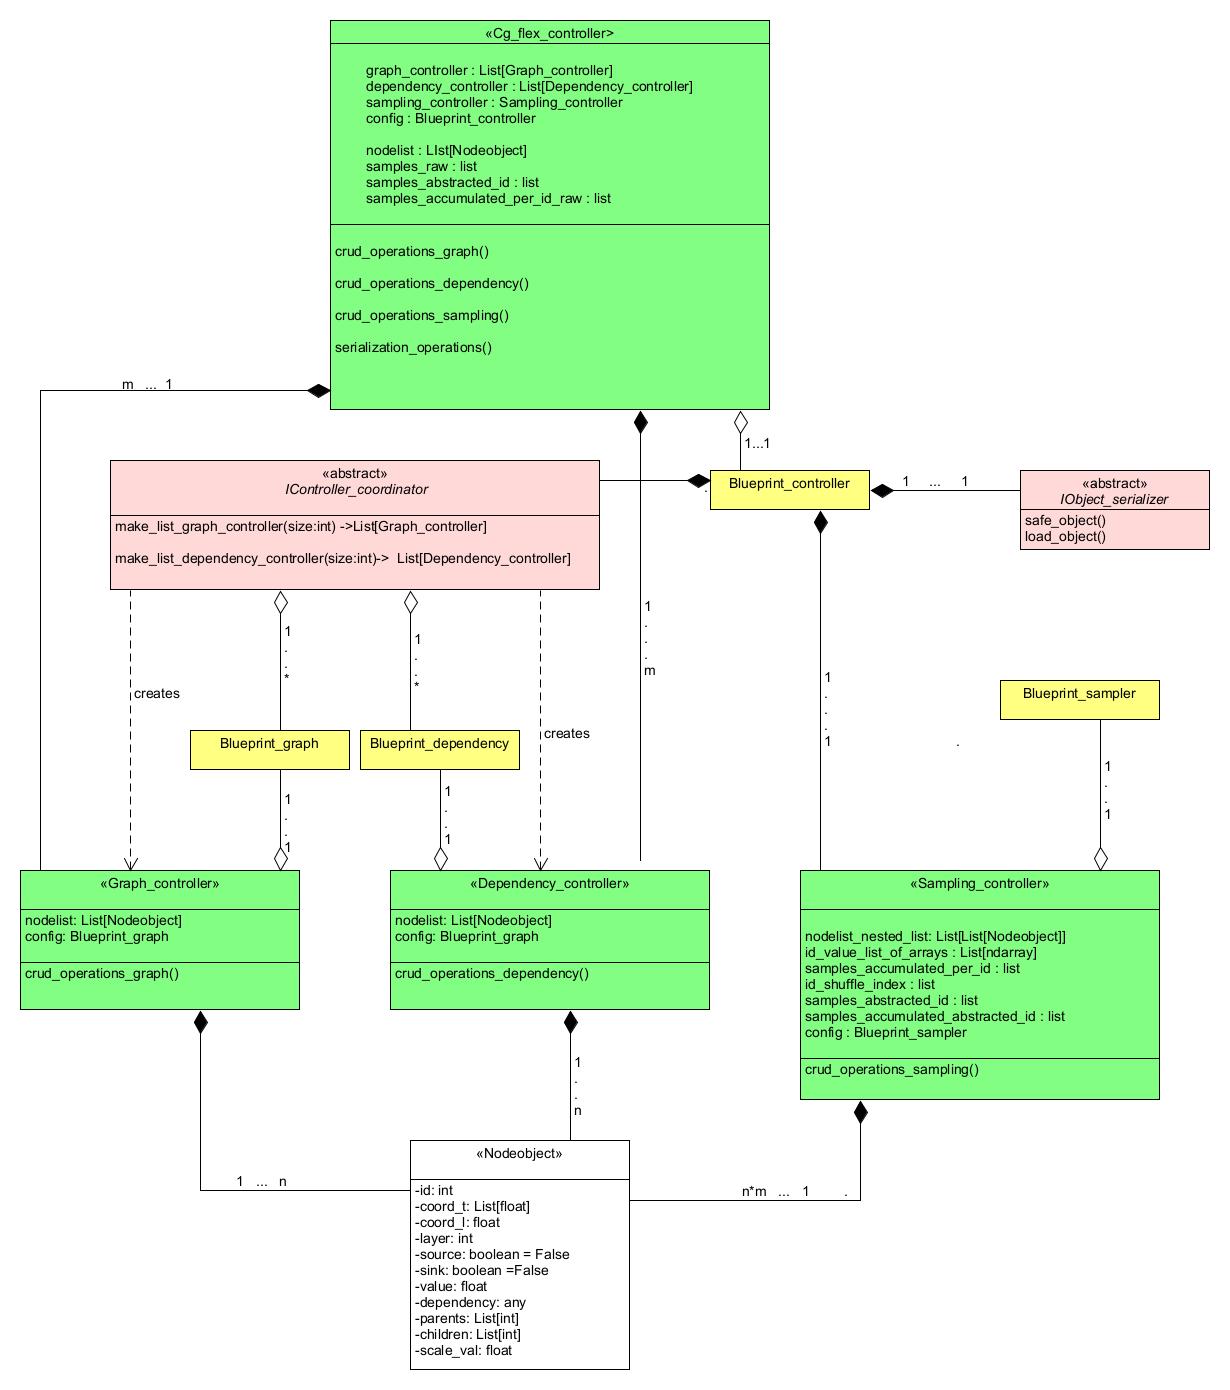 «Cg_flex_controller>
graph_controller : List[Graph_controller]
dependency_controller : List[Dependency_controller]
sampling_controller : Sampling_controller
config : Blueprint_controller
nodelist : LIst[Nodeobject]
samples_raw : list
samples_abstracted_id : list
samples_accumulated_per_id_raw : list
crud_operations_graph()
crud_operations_dependency()
crud_operations_sampling()
serialization_operations()
m ... 1
1...1
«abstract»
IController_coordinator
make_list_graph_controller(size:int) ->List[Graph_controller]
make_list_dependency_controller(size:int)-> List[Dependency_controller]
.
Blueprint_controller
1 ... 1
«abstract»
IObject_serializer
safe_object()
load_object()
1
.
.
*
1
.
.
*
1
.
.
.
m
creates
creates
1
.
.
.
1
.
Blueprint_sampler
Blueprint_graph
Blueprint_dependency
1
.
.
1
1
.
.
1
1
.
.
1
«Graph_controller»
nodelist: List[Nodeobject]
config: Blueprint_graph
crud_operations_graph()
«Dependency_controller»
nodelist: List[Nodeobject]
config: Blueprint_graph
crud_operations_dependency()
«Sampling_controller»
nodelist_nested_list: List[List[Nodeobject]]
id_value_list_of_arrays : List[ndarray]
samples_accumulated_per_id : list
id_shuffle_index : list
samples_abstracted_id : list
samples_accumulated_abstracted_id : list
config : Blueprint_sampler
crud_operations_sampling()
1
.
.
n
1 ... n
n*m ... 1 .
«Nodeobject»
-id: int
-coord_t: List[float]
-coord_l: float
-layer: int
-source: boolean = False
-sink: boolean =False
-value: float
-dependency: any
-parents: List[int]
-children: List[int]
-scale_val: float